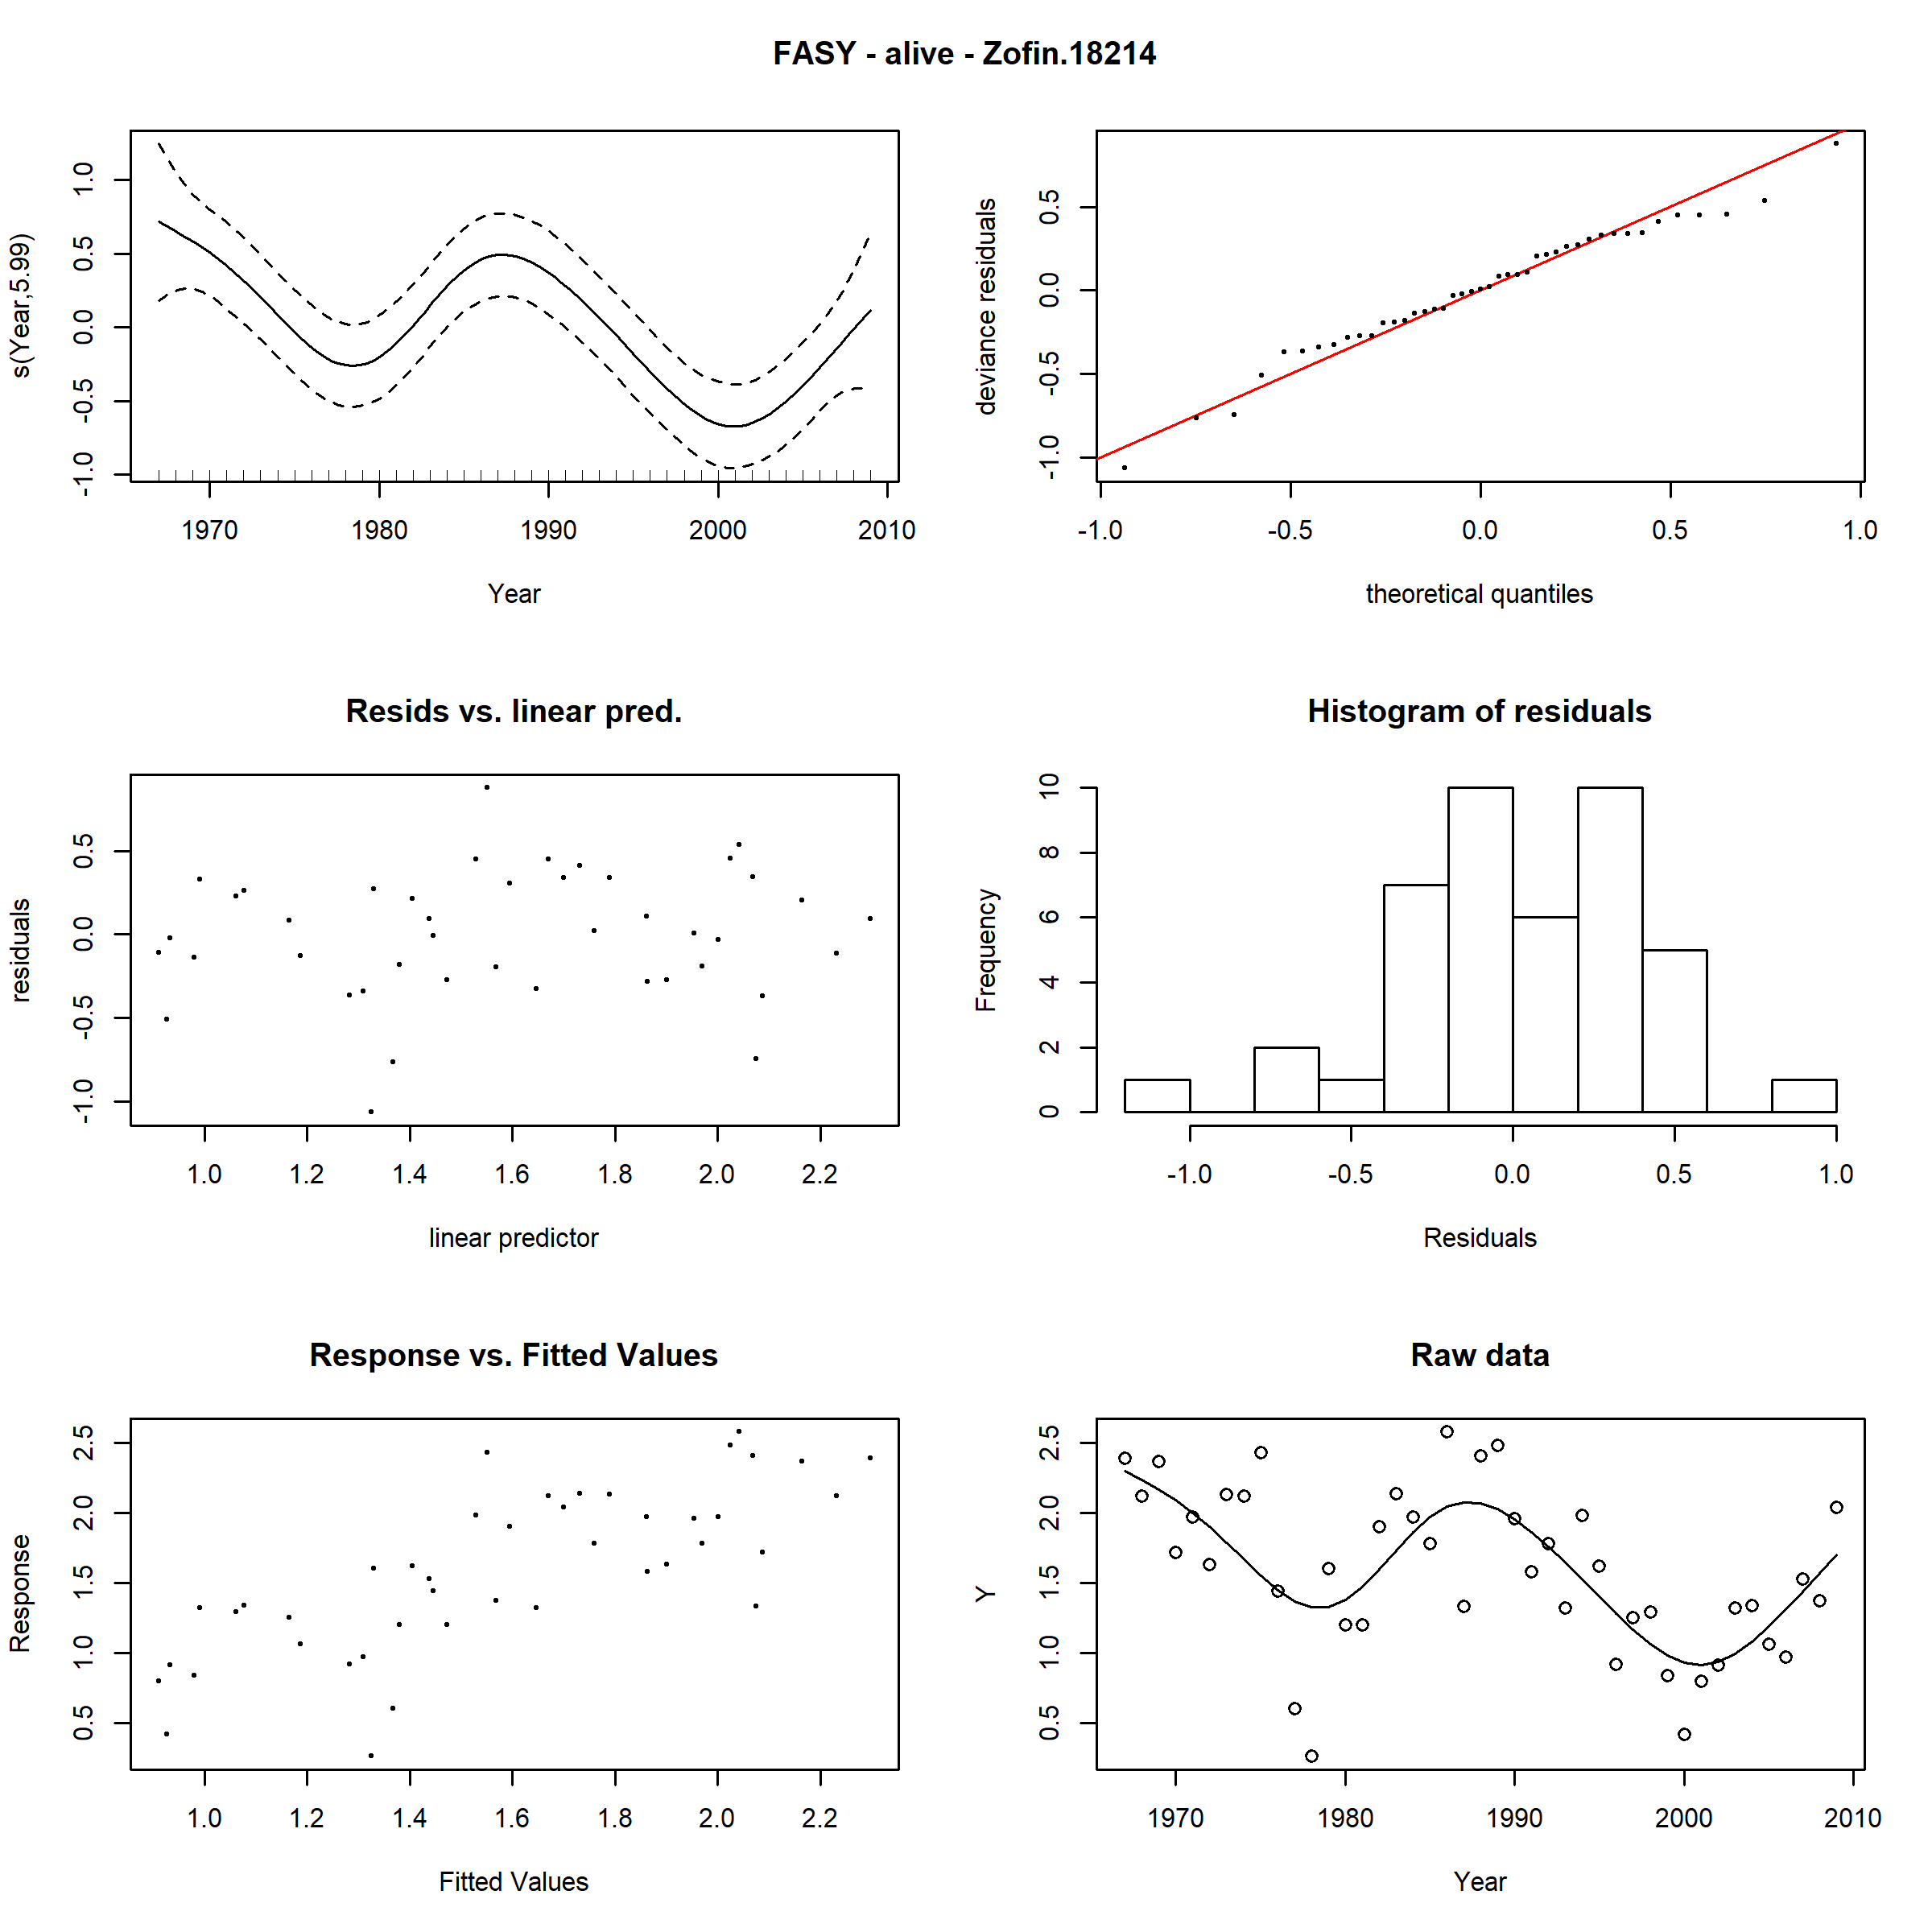 FASY - alive - Zofin.18214
s(Year,5.99)
-1.0 -0.5 0.0 0.5 1.0
1970 1980 1990 2000 2010
Year
deviance residuals
-1.0 -0.5 0.0 0.5
-1.0 -0.5 0.0 0.5 1.0
theoretical quantiles
Resids vs. linear pred.
residuals
-1.0 -0.5 0.0 0.5
1.0 1.2 1.4 1.6 1.8 2.0 2.2
linear predictor
Histogram of residuals
Frequency
0 2 4 6 8 10
-1.0 -0.5 0.0 0.5 1.0
Residuals
Response vs. Fitted Values
Response
0.5 1.0 1.5 2.0 2.5
1.0 1.2 1.4 1.6 1.8 2.0 2.2
Fitted Values
Raw data
Y
0.5 1.0 1.5 2.0 2.5
1970 1980 1990 2000 2010
Year